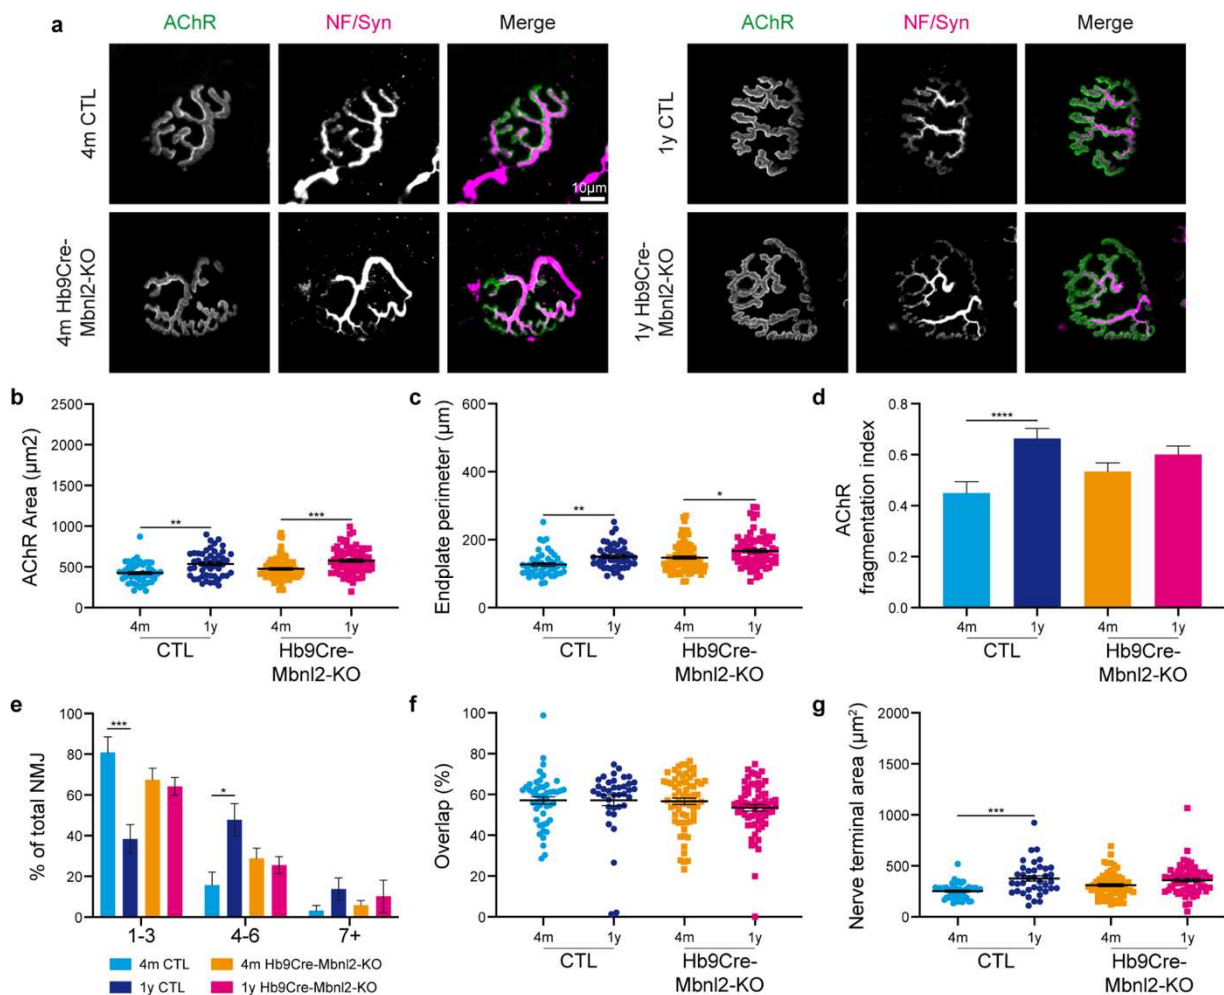 a
AChR NF/Syn Merge AChR NF/Syn Merge
4m CTL
10µm
1y CTL
4m Hb9Cre-
Mbnl2-KO
1y Hb9Cre-
Mbnl2-KO
b
AChR Area (µm2)
2500
2000
1500
1000
500
0
** ***
4m 1y 4m 1y
CTL Hb9Cre-
Mbnl2-KO
c
Endplate perimeter (µm)
600
400
200
0
** *
4m 1y 4m 1y
CTL Hb9Cre-
Mbnl2-KO
d
AChR
fragmentation index
0.8
0.6
0.4
0.2
0.0
****
4m 1y 4m 1y
CTL Hb9Cre-
Mbnl2-KO
e
% of total NMJ
100
80
60
40
20
0
*** *
1-3 4-6 7+
4m CTL 4m Hb9Cre-Mbnl2-KO
1y CTL 1y Hb9Cre-Mbnl2-KO
f
Overlap (%)
100
80
60
40
20
0
4m 1y 4m 1y
CTL Hb9Cre-
Mbnl2-KO
g
Nerve terminal area (µm²)
2000
1500
1000
500
0
***
4m 1y 4m 1y
CTL Hb9Cre-
Mbnl2-KO